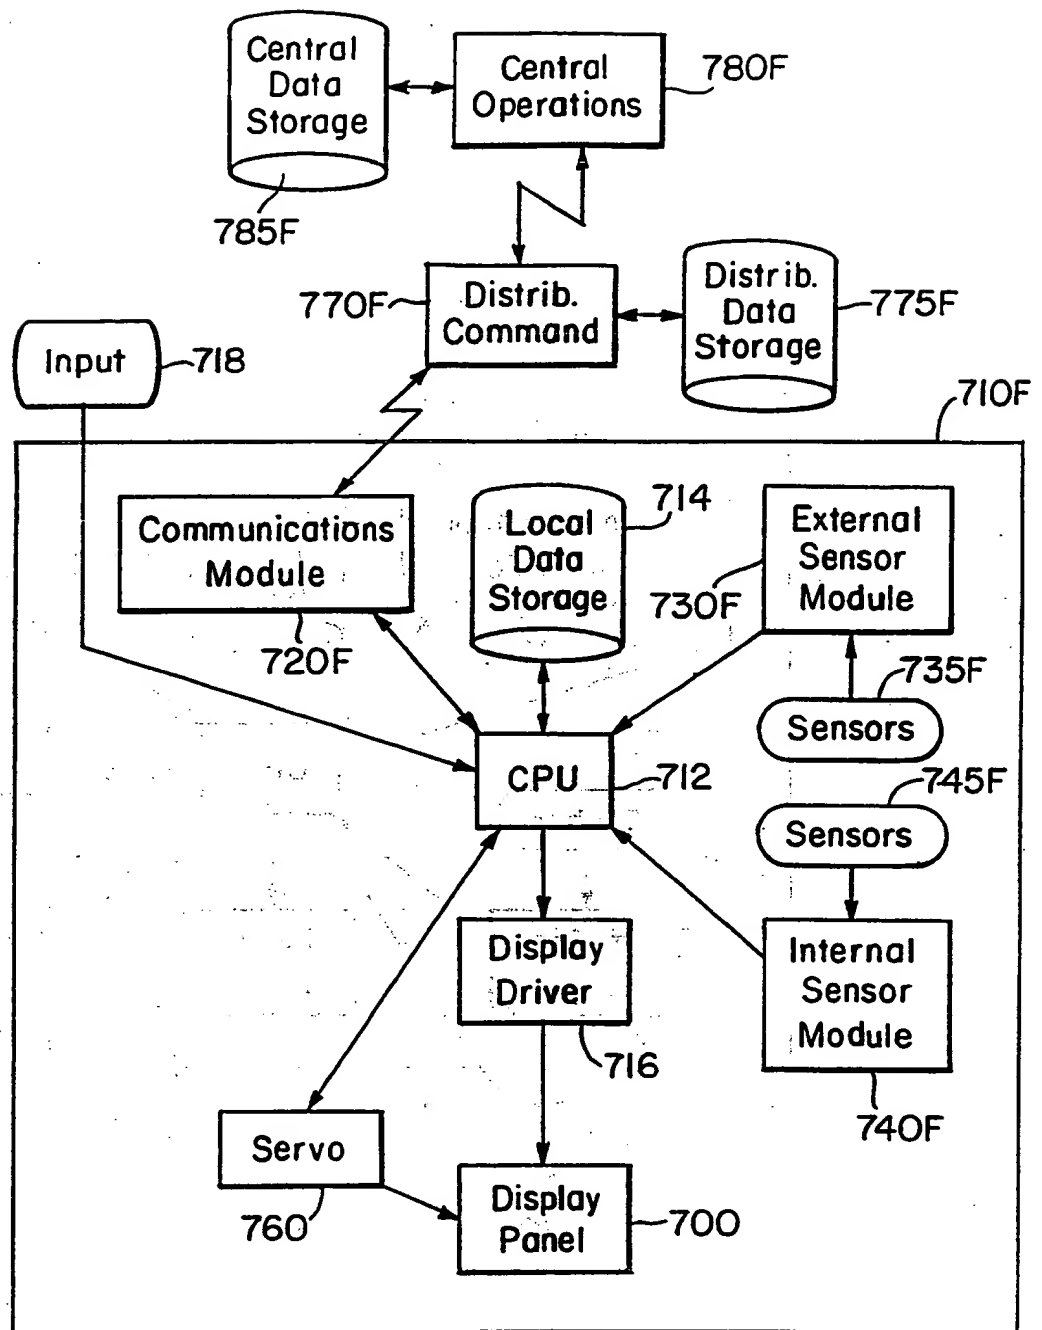 Central
Data
Storage
785F
Central
Operations
780F
770F
Distrib.
Command
Distrib.
Data
Storage
775F
Input
718
710F
Communications
Module
720F
Local
Data
Storage
714
External
Sensor
Module
730F
735F
Sensors
CPU
712
745F
Sensors
Display
Driver
716
Internal
Sensor
Module
740F
Servo
760
Display
Panel
700